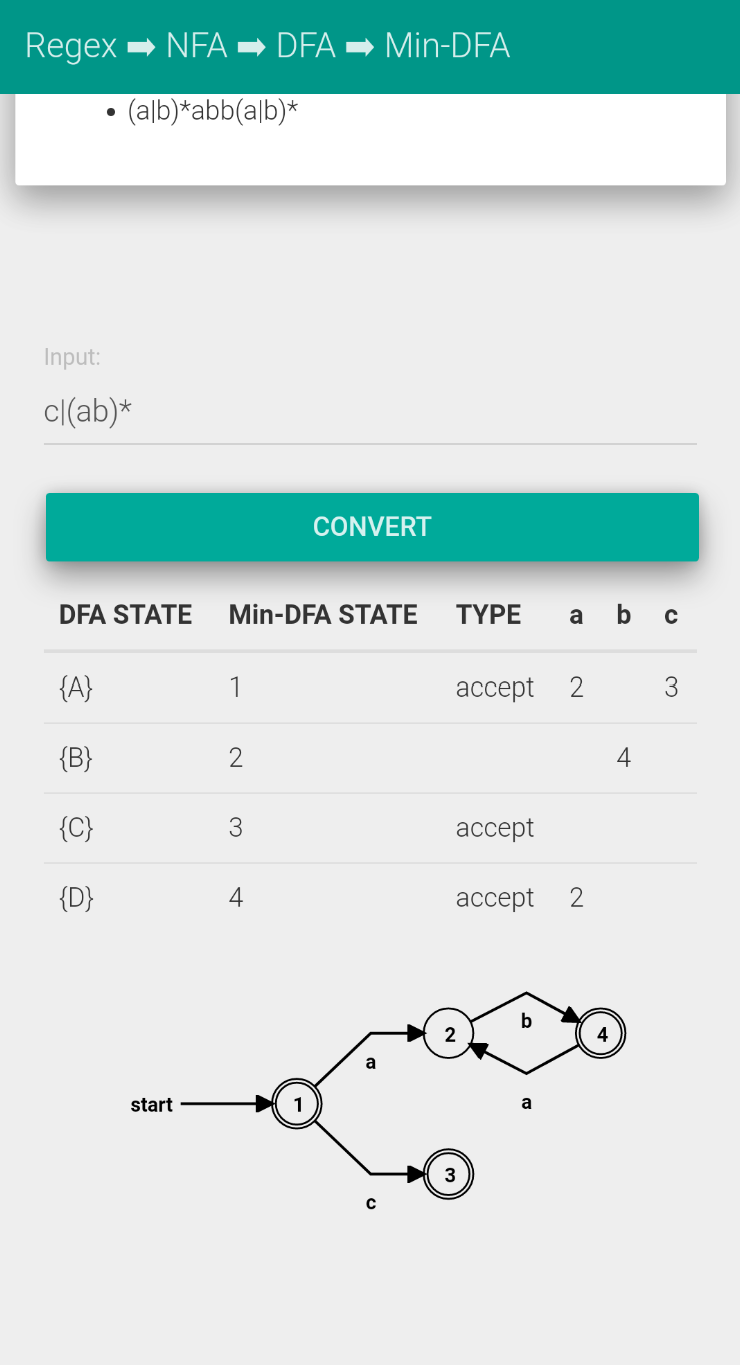 Regex ➡ NFA ➡ DFA ➡ Min-DFA
• (a|b)*abb(a|b)*
Input:
c|(ab)*
CONVERT
DFA STATE Min-DFA STATE TYPE a b c
{A} 1 accept 2 3
{B} 2 4
{C} 3 accept
{D} 4 accept 2
b
2 4
a
a
start 1
3
c